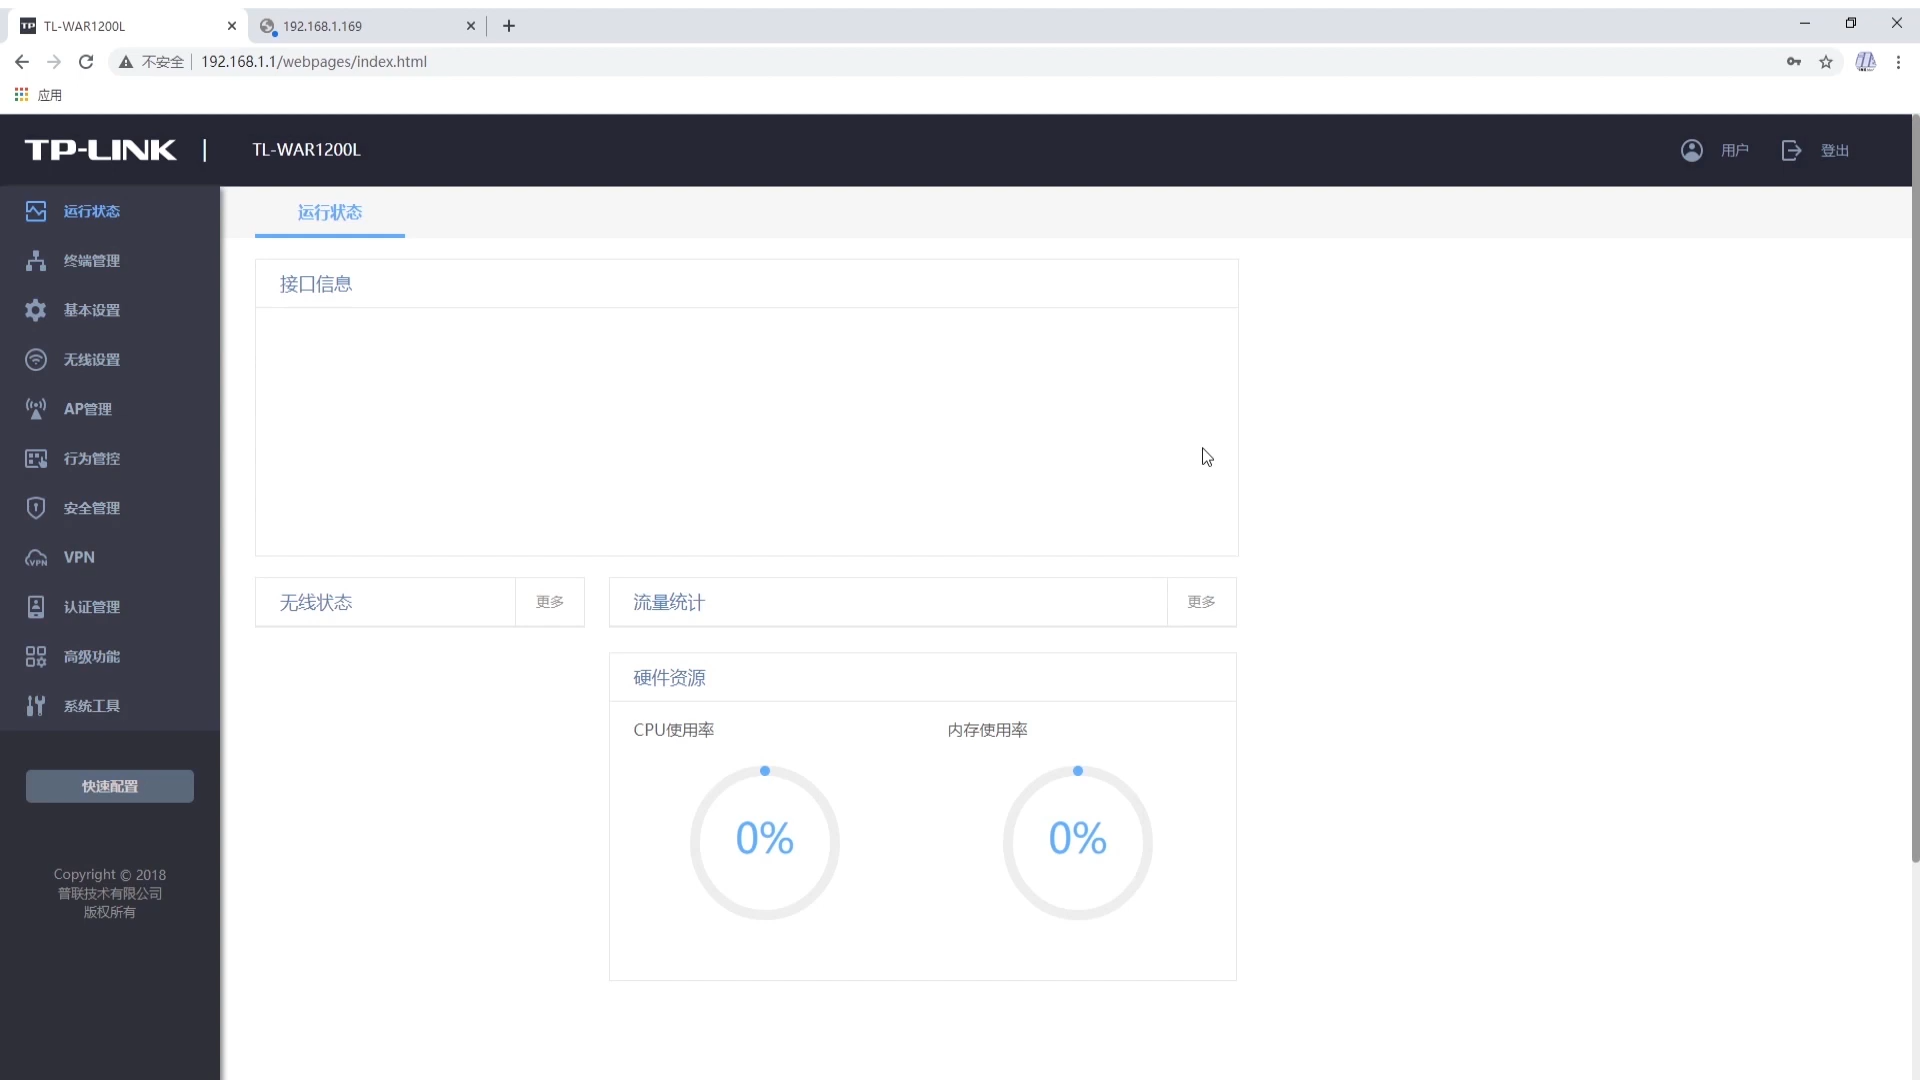 TL-WAR1200L
192.168.1.169
不安全
192.168.1.1/webpages/index.html
应用
TP-LINK | TL-WAR1200L
用户
登出
运行状态
终端管理
基本设置
无线设置
AP管理
行为管控
安全管理
VPN
认证管理
高级功能
系统工具
快速配置
Copyright © 2018
普联技术有限公司
版权所有
运行状态
接口信息
无线状态
更多
流量统计
更多
硬件资源
CPU使用率
内存使用率
0%
0%